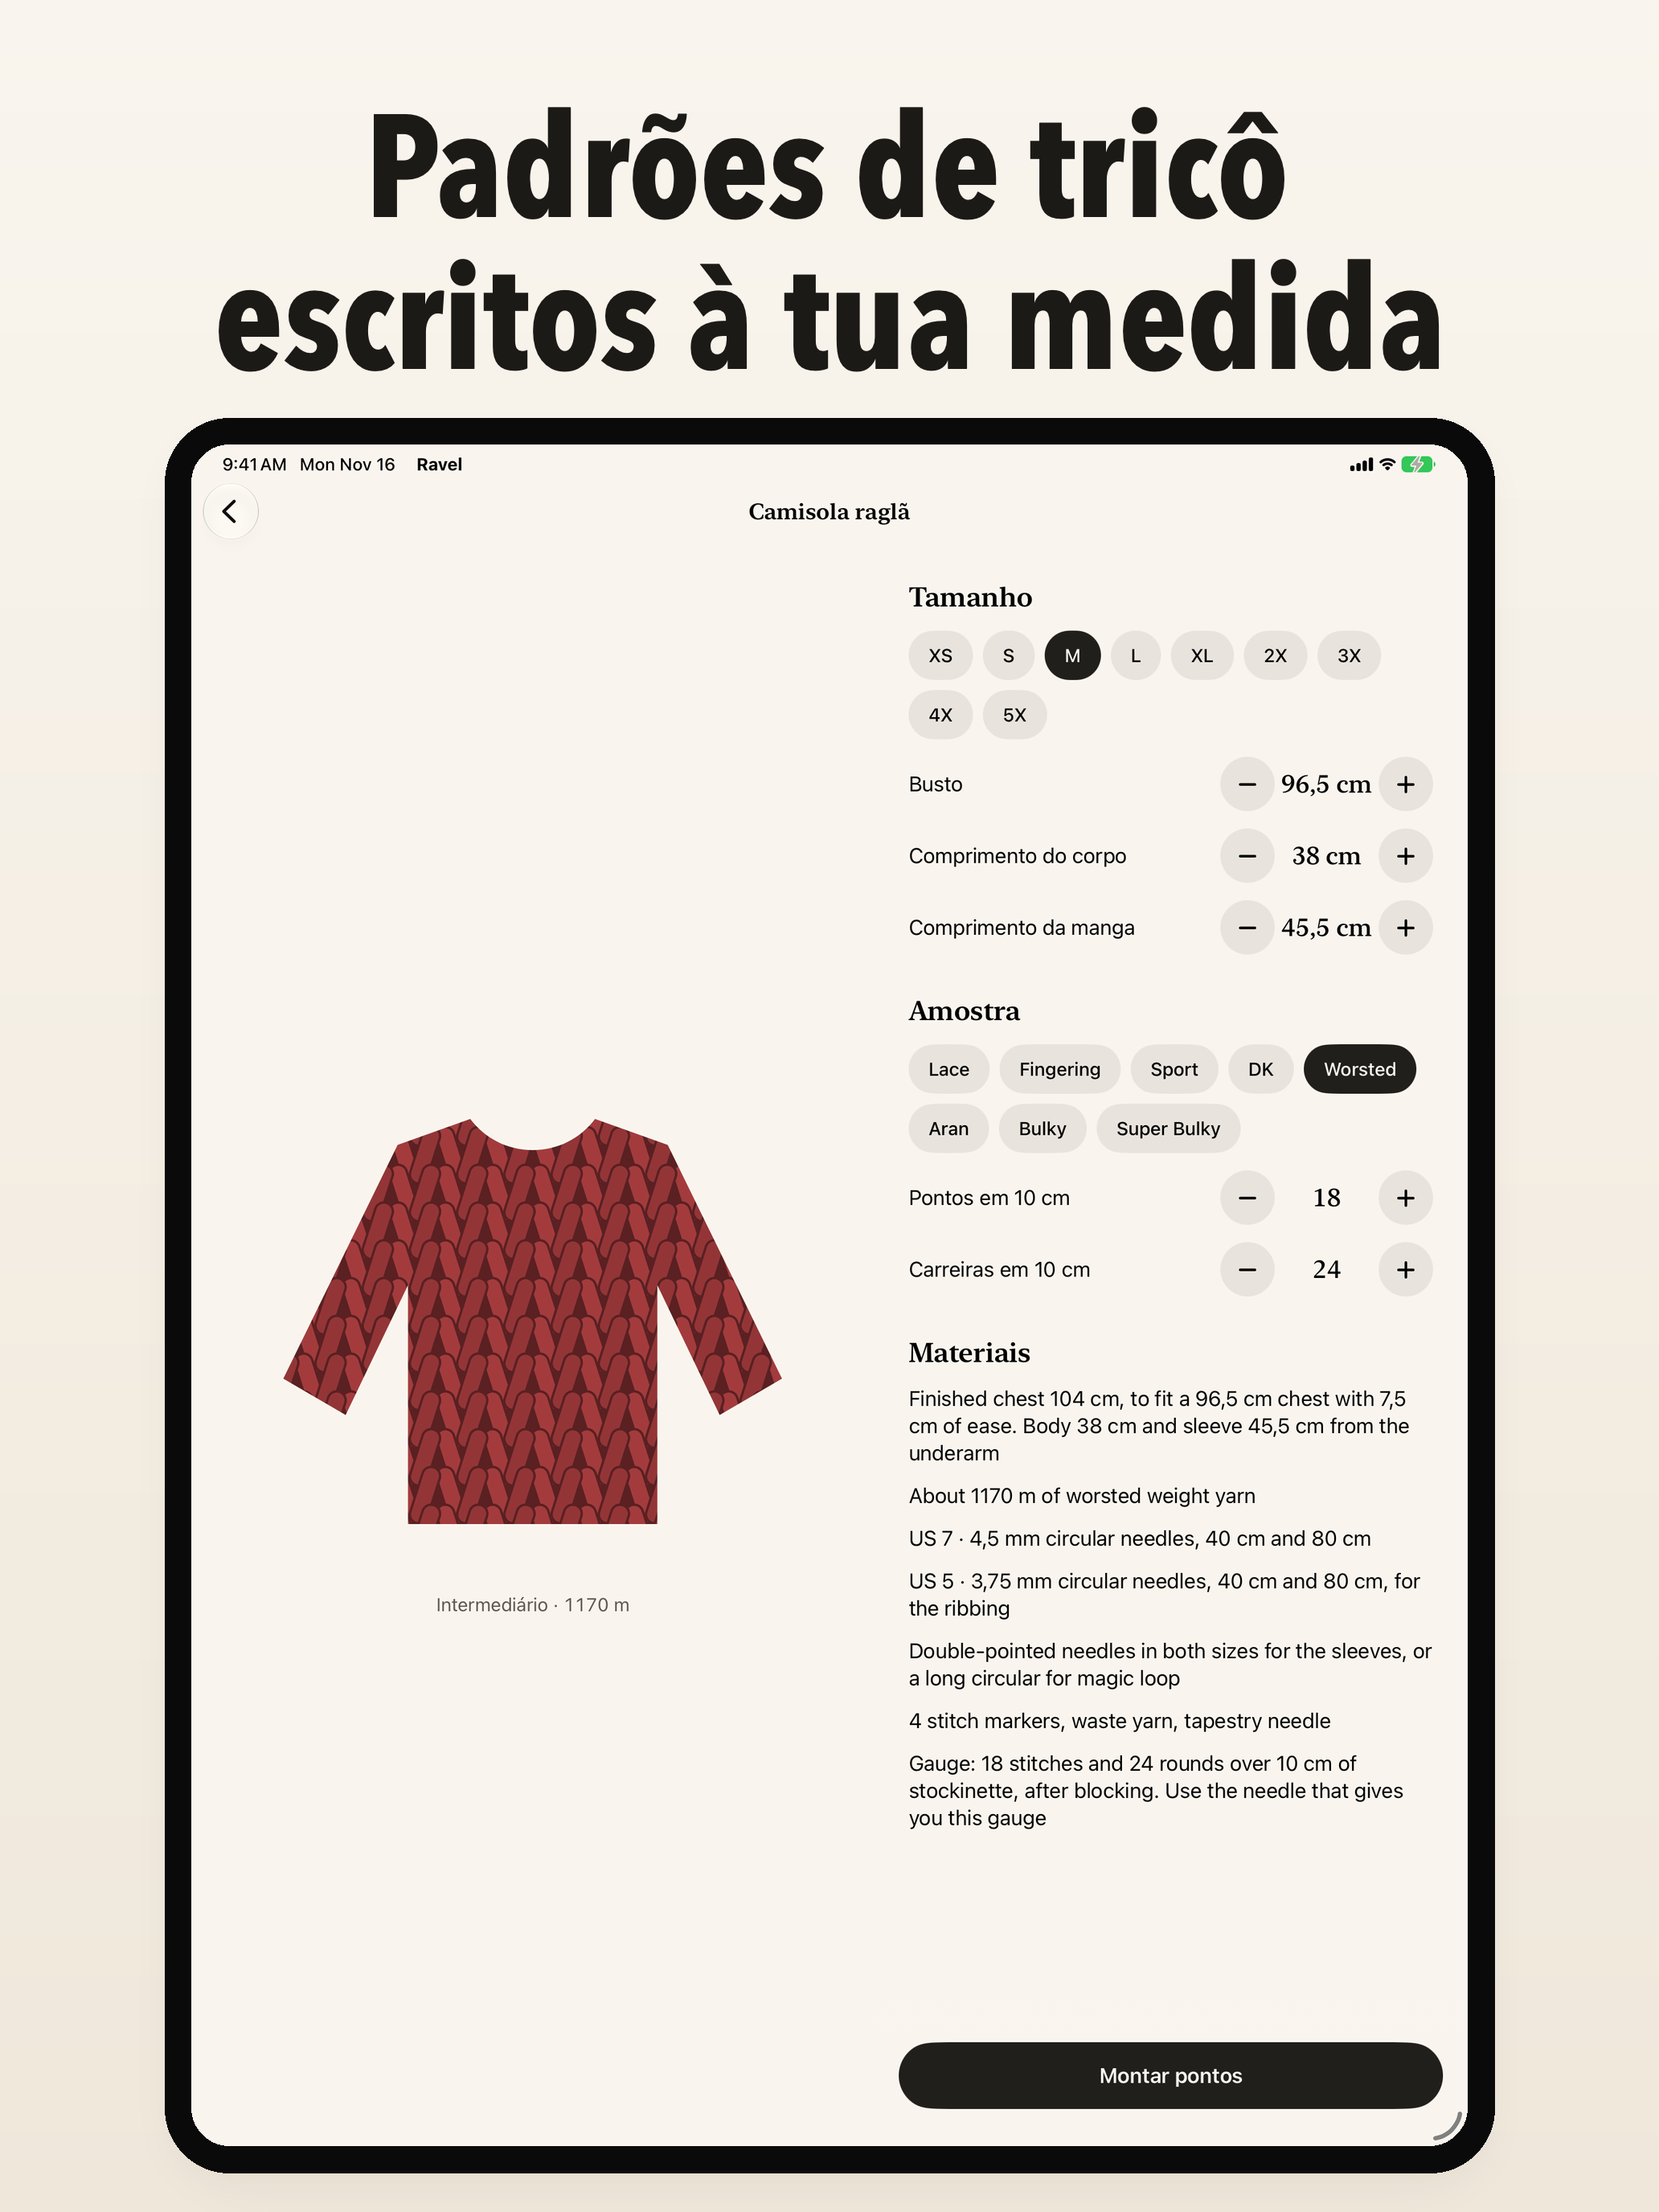 Padrões de tricô
escritos à tua medida
9:41 AM Mon Nov 16 Ravel
Camisola raglã
Tamanho
XS S M L XL 2X 3X
4X 5X
Busto − 96,5 cm +
Comprimento do corpo − 38 cm +
Comprimento da manga − 45,5 cm +
Amostra
Lace Fingering Sport DK Worsted
Aran Bulky Super Bulky
Pontos em 10 cm − 18 +
Carreiras em 10 cm − 24 +
Materiais
Finished chest 104 cm, to fit a 96,5 cm chest with 7,5
cm of ease. Body 38 cm and sleeve 45,5 cm from the
underarm
About 1170 m of worsted weight yarn
US 7 · 4,5 mm circular needles, 40 cm and 80 cm
US 5 · 3,75 mm circular needles, 40 cm and 80 cm, for
the ribbing
Double-pointed needles in both sizes for the sleeves, or
a long circular for magic loop
4 stitch markers, waste yarn, tapestry needle
Gauge: 18 stitches and 24 rounds over 10 cm of
stockinette, after blocking. Use the needle that gives
you this gauge
Intermediário · 1170 m
Montar pontos